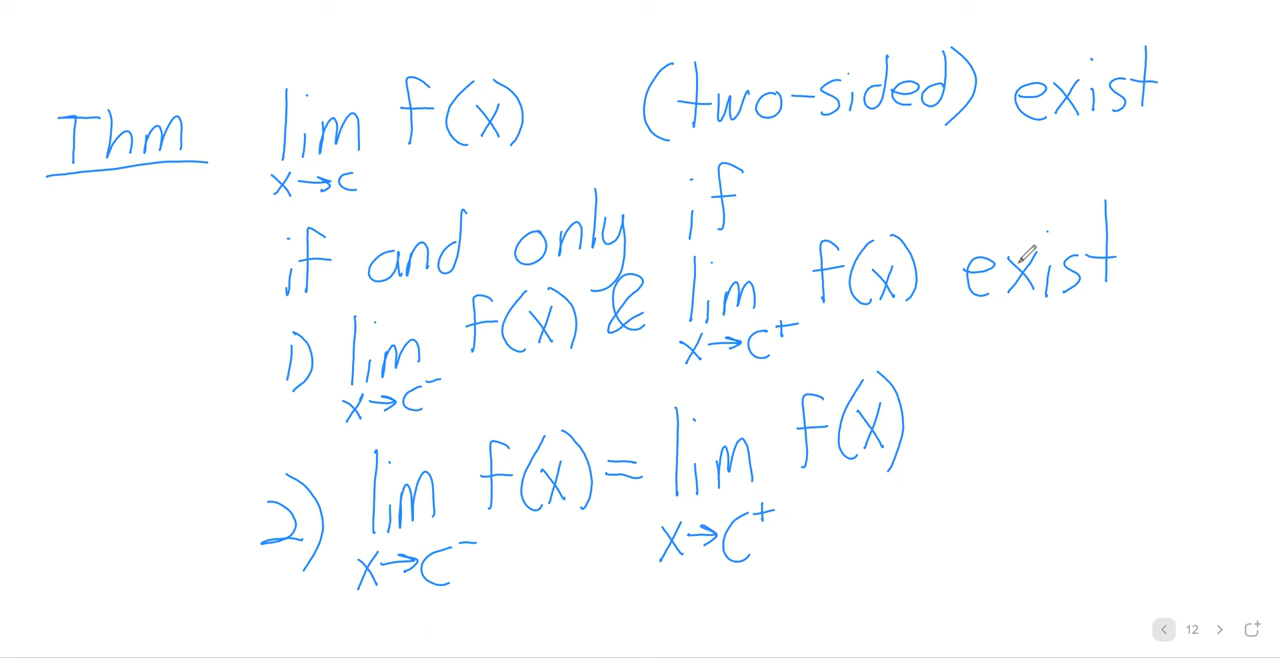 Thm lim x→c f(x) (two-sided) exist
if and only if
1) lim x→c⁻ f(x) & lim x→c⁺ f(x) exist
2) lim x→c⁻ f(x) = lim x→c⁺ f(x)
12